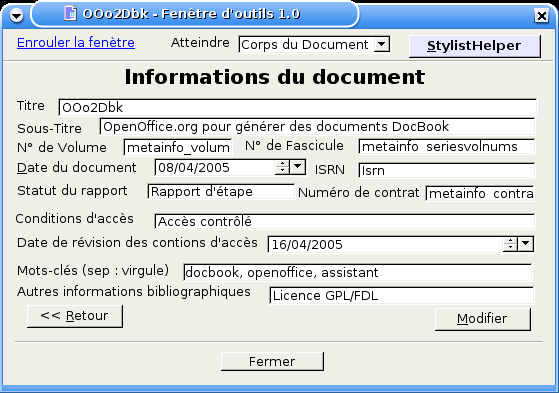 OOo2Dbk - Fenêtre d'outils 1.0
Enrouler la fenêtre Atteindre Corps du Document StylistHelper
Informations du document
Titre OOo2Dbk
Sous-Titre OpenOffice.org pour générer des documents DocBook
N° de Volume metainfo_volum N° de Fascicule metainfo_seriesvolnums
Date du document 08/04/2005 ISRN Isrn
Statut du rapport Rapport d'étape Numéro de contrat metainfo_contra
Conditions d'accès Accès contrôlé
Date de révision des contions d'accès 16/04/2005
Mots-clés (sep : virgule) docbook, openoffice, assistant
Autres informations bibliographiques Licence GPL/FDL
<< Retour Modifier
Fermer